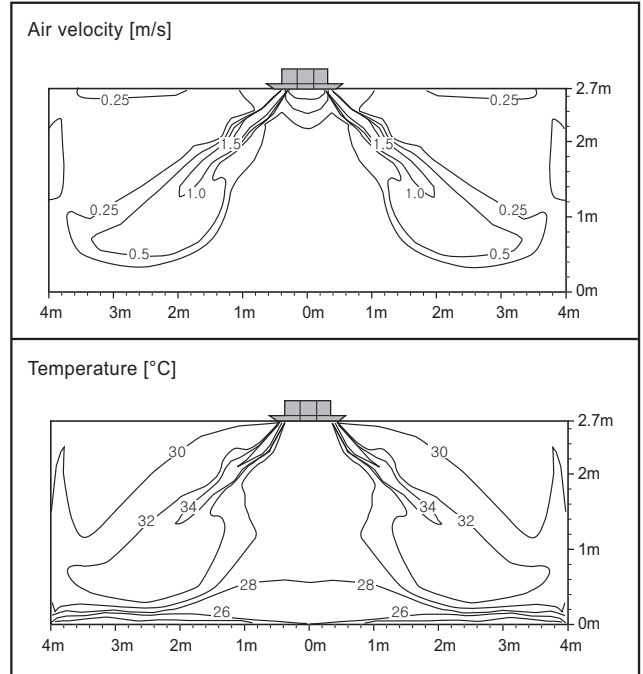 Air velocity [m/s]
2.7m
0.25 0.25
2m
1.5 1.5
1.0 1.0
0.25 0.25
1m
0.5 0.5
0m
4m 3m 2m 1m 0m 1m 2m 3m 4m
Temperature [°C]
2.7m
30 30
2m
34 34
32 32
1m
28 28
26 26
0m
4m 3m 2m 1m 0m 1m 2m 3m 4m